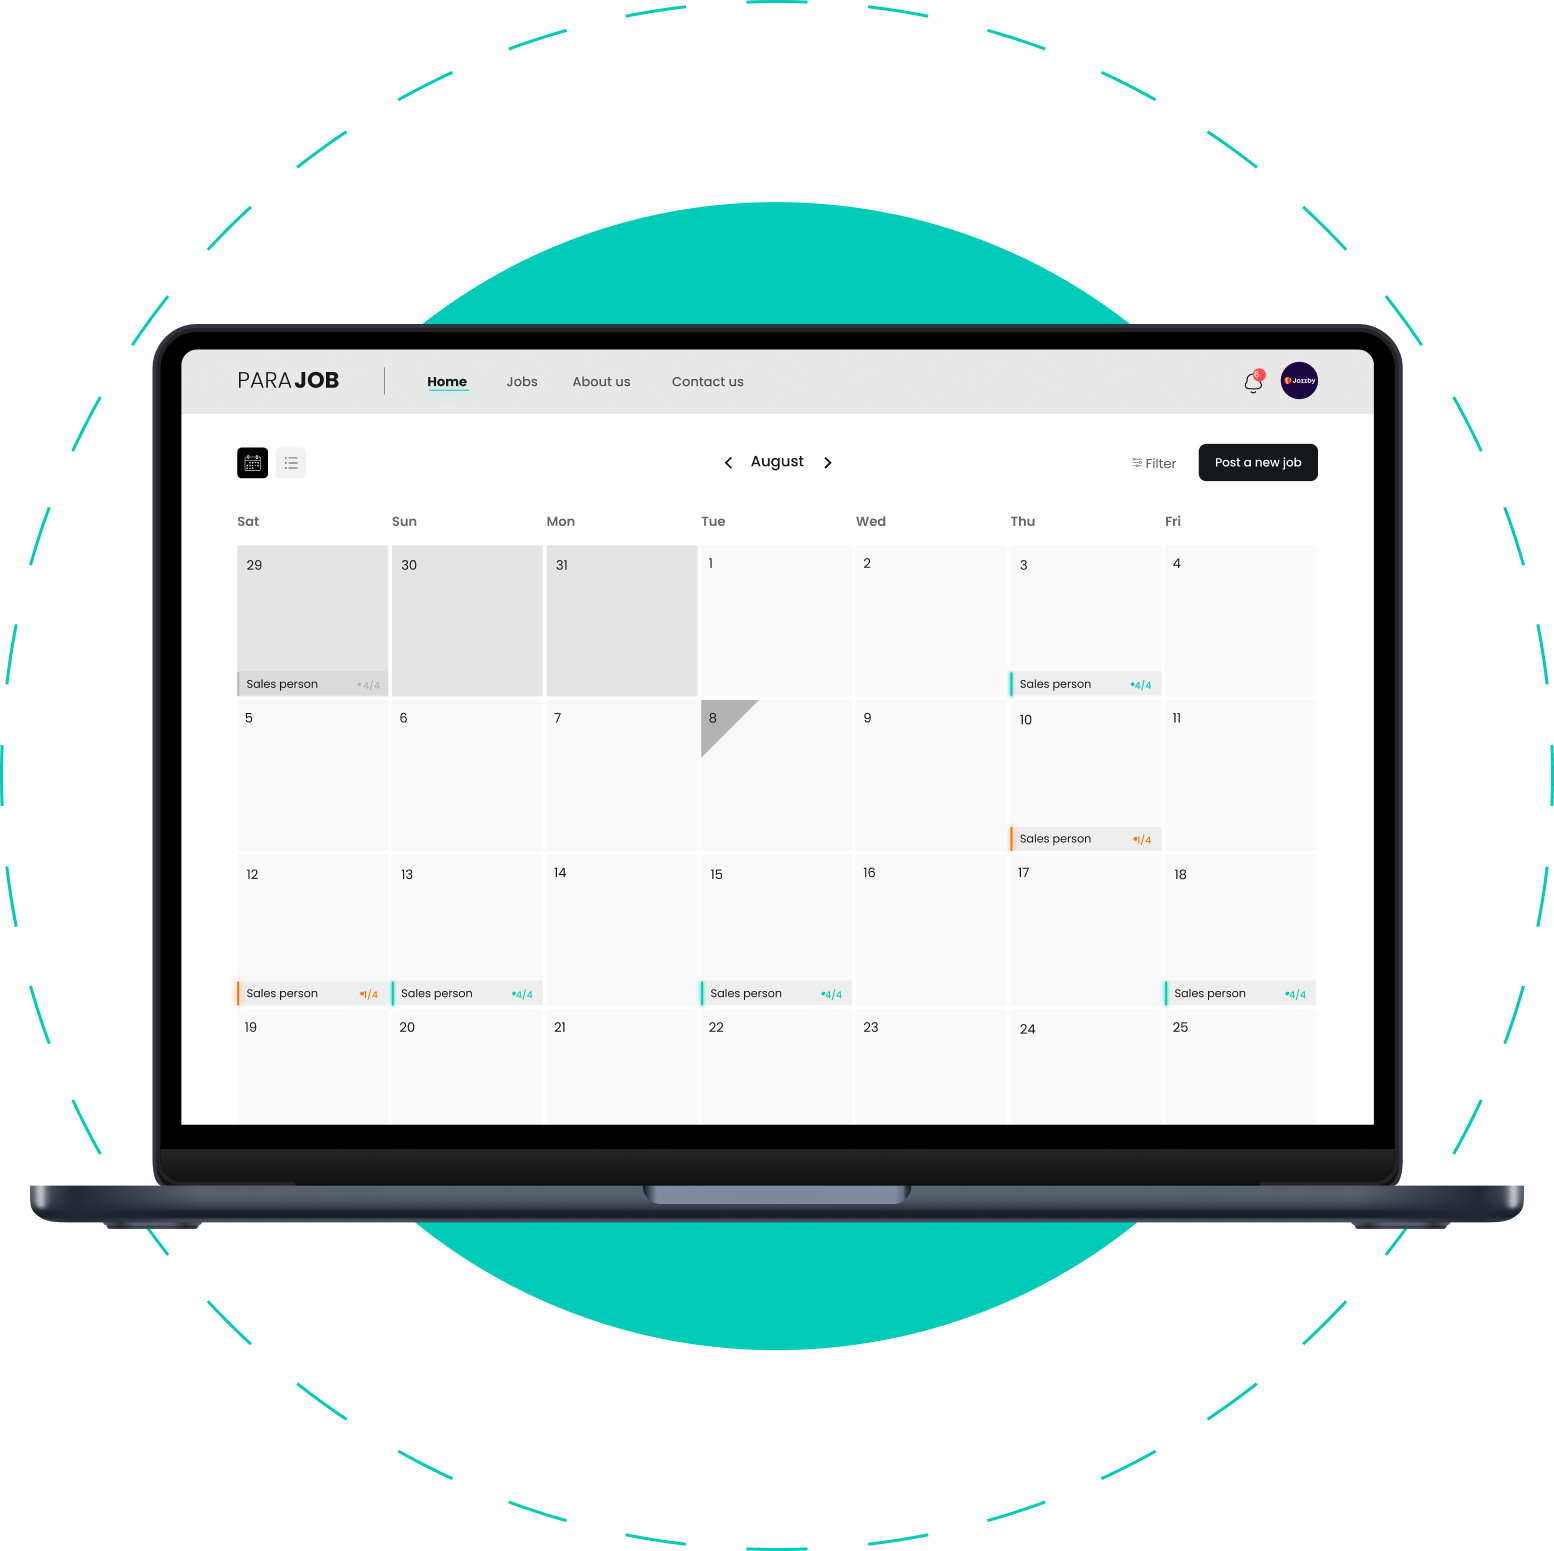 PARAJOB Home Jobs About us Contact us Jozzby
August Filter Post a new job
Sat Sun Mon Tue Wed Thu Fri
29 30 31 1 2 3 4
Sales person 4/4 Sales person 4/4
5 6 7 8 9 10 11
Sales person 1/4
12 13 14 15 16 17 18
Sales person 1/4 Sales person 4/4 Sales person 4/4 Sales person 4/4
19 20 21 22 23 24 25